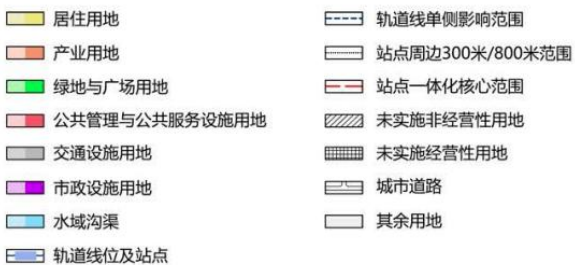 居住用地
产业用地
绿地与广场用地
公共管理与公共服务设施用地
交通设施用地
市政设施用地
水域沟渠
轨道线位及站点
轨道线单侧影响范围
站点周边300米/800米范围
站点一体化核心范围
未实施非经营性用地
未实施经营性用地
城市道路
其余用地